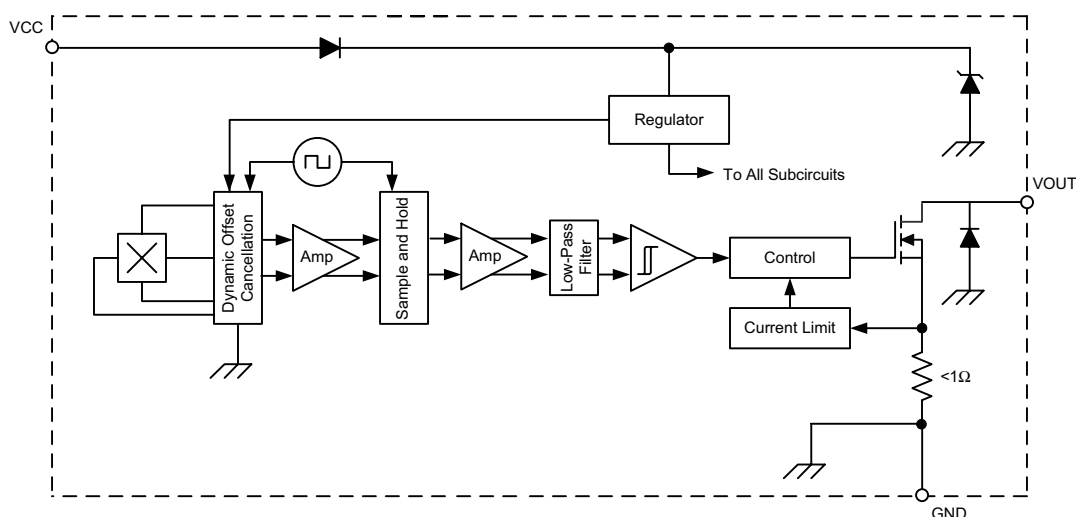 VCC
Regulator
To All Subcircuits
VOUT
Dynamic Offset
Cancellation
Amp
Sample and Hold
Amp
Low-Pass
Filter
Control
Current Limit
<1Ω
GND